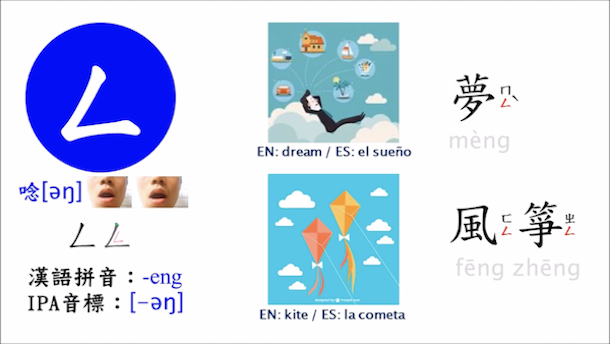 ㄥ
唸[əŋ]
ㄥㄥ
漢語拼音：-eng
IPA音標：[–əŋ]
EN: dream / ES: el sueño
EN: kite / ES: la cometa
夢ㄇㄥˋ
mèng
風ㄈㄥ箏ㄓㄥ
fēng zhēng